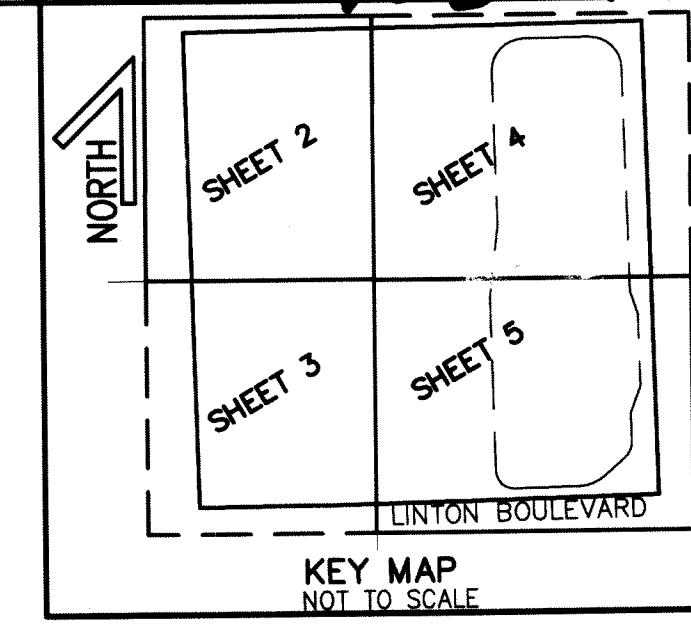 NORTH
SHEET 2
SHEET 4
SHEET 3
SHEET 5
LINTON BOULEVARD
KEY MAP
NOT TO SCALE